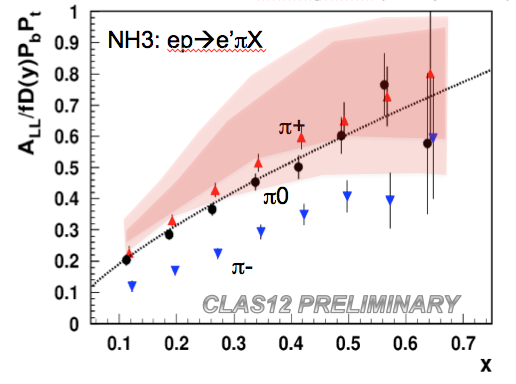 A_LL/fD(y)P_bP_t
1
0.9
0.8
0.7
0.6
0.5
0.4
0.3
0.2
0.1
0
NH3: ep→e'πX
π+
π0
π-
CLAS12 PRELIMINARY
0.1 0.2 0.3 0.4 0.5 0.6 0.7
x